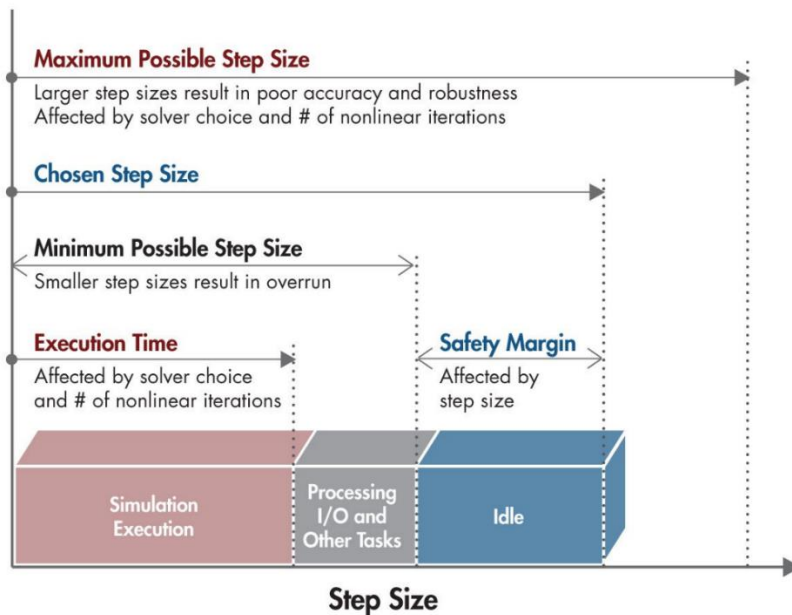 Maximum Possible Step Size
Larger step sizes result in poor accuracy and robustness
Affected by solver choice and # of nonlinear iterations
Chosen Step Size
Minimum Possible Step Size
Smaller step sizes result in overrun
Execution Time
Affected by solver choice
and # of nonlinear iterations
Safety Margin
Affected by
step size
Simulation
Execution
Processing
I/O and
Other Tasks
Idle
Step Size